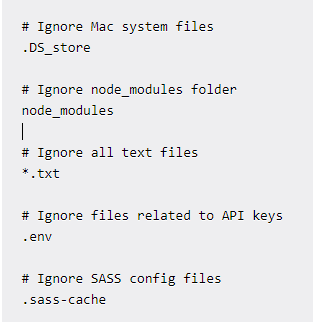 # Ignore Mac system files
.DS_store
# Ignore node_modules folder
node_modules
# Ignore all text files
*.txt
# Ignore files related to API keys
.env
# Ignore SASS config files
.sass-cache